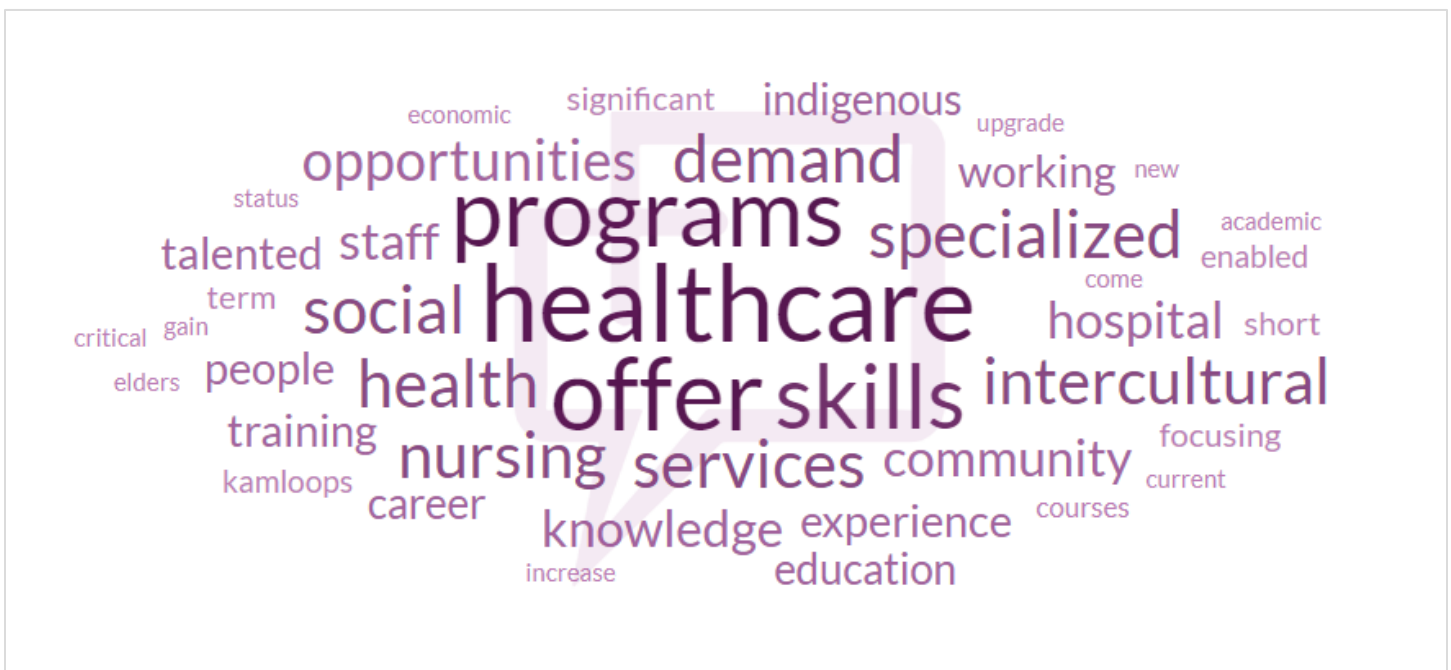 economic significant indigenous upgrade
opportunities demand working new
status programs specialized academic
talented staff enabled
term social healthcare come
critical gain hospital short
elders people health offer skills intercultural
training nursing services community focusing
kamloops career current
knowledge experience courses
increase education